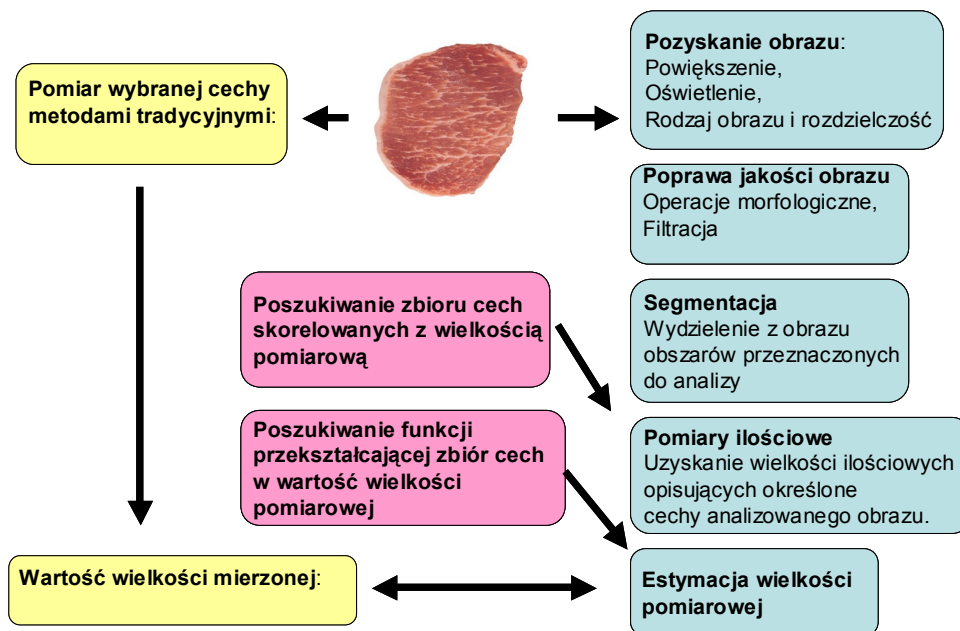 Pomiar wybranej cechy
metodami tradycyjnymi:
Pozyskanie obrazu:
Powiększenie,
Oświetlenie,
Rodzaj obrazu i rozdzielczość
Poprawa jakości obrazu
Operacje morfologiczne,
Filtracja
Poszukiwanie zbioru cech
skorelowanych z wielkością
pomiarową
Segmentacja
Wydzielenie z obrazu
obszarów przeznaczonych
do analizy
Poszukiwanie funkcji
przekształcającej zbiór cech
w wartość wielkości
pomiarowej
Pomiary ilościowe
Uzyskanie wielkości ilościowych
opisujących określone
cechy analizowanego obrazu.
Wartość wielkości mierzonej:
Estymacja wielkości
pomiarowej